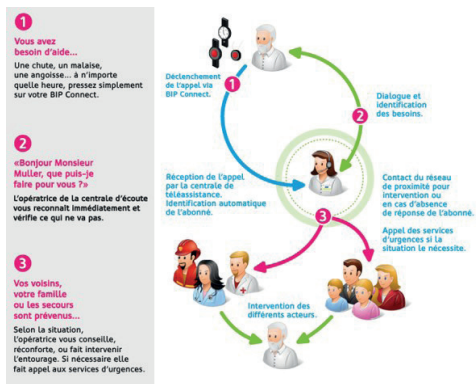 1
Vous avez
besoin d'aide...
Une chute, un malaise,
une angoisse... à n'importe
quelle heure, pressez simplement
sur votre BIP Connect.
2
«Bonjour Monsieur
Muller, que puis-je
faire pour vous ?»
L'opératrice de la centrale d'écoute
vous reconnaît immédiatement et
vérifie ce qui ne va pas.
3
Vos voisins,
votre famille
ou les secours
sont prévenus...
Selon la situation,
l'opératrice vous conseille,
réconforte, ou fait intervenir
l'entourage. Si nécessaire elle
fait appel aux services d'urgences.
Déclenchement
de l'appel via
BIP Connect.
1
2
Dialogue et
identification
des besoins.
Réception de l'appel
par la centrale de
téléassistance.
Identification automatique
de l'abonné.
Contact du réseau
de proximité pour
intervention ou
en cas d'absence
de réponse de l'abonné.
3
Appel des services
d'urgences si la
situation le nécessite.
Intervention des
différents acteurs.